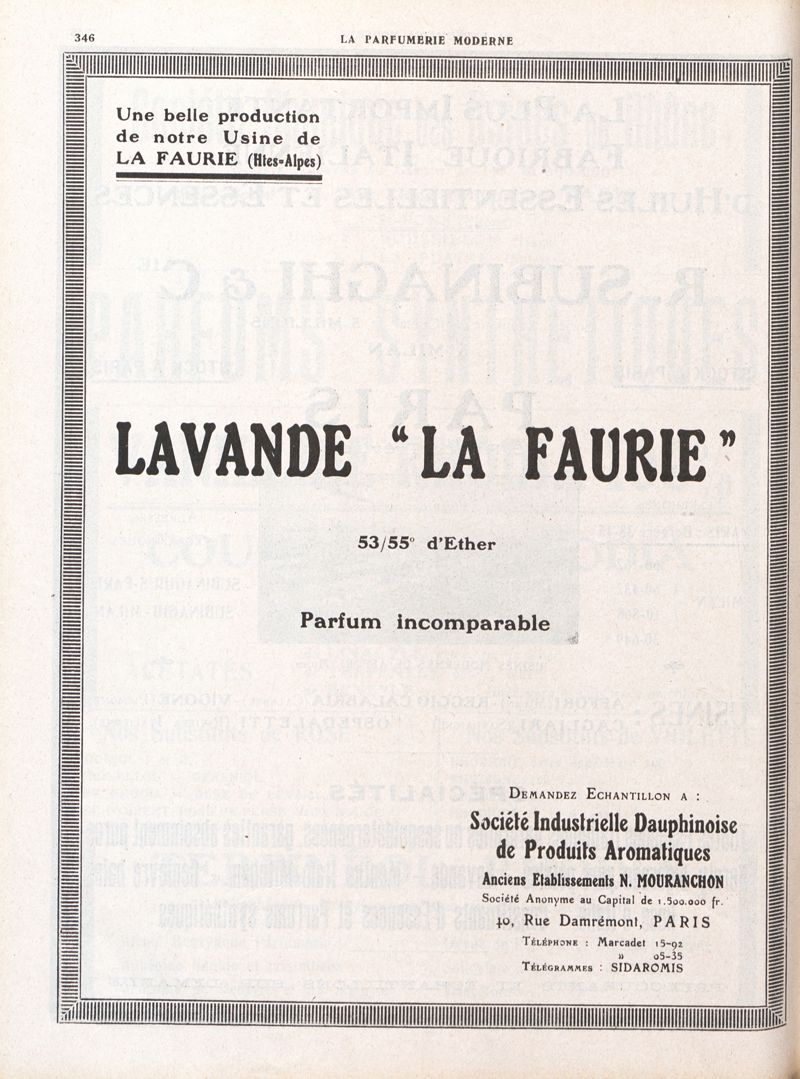 346
LA PARFUMERIE MODERNE
Une belle production
de notre Usine de
LA FAURIE (Htes-Alpes)
LAVANDE “LA FAURIE”
53/55° d'Ether
Parfum incomparable
DEMANDEZ ECHANTILLON A :
Société Industrielle Dauphinoise
de Produits Aromatiques
Anciens Etablissements N. MOURANCHON
Société Anonyme au Capital de 1.500.000 fr.
40, Rue Damrémont, PARIS
TÉLÉPHONE : Marcadet 15-92
» 05-35
TÉLÉGRAMMES : SIDAROMIS